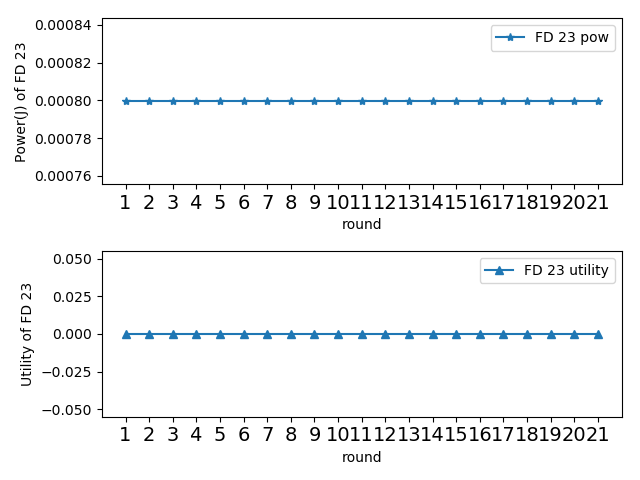 0.00084
0.00082
0.00080
0.00078
0.00076
Power(J) of FD 23
FD 23 pow
1 2 3 4 5 6 7 8 9 10 11 12 13 14 15 16 17 18 19 20 21
round
0.050
0.025
0.000
−0.025
−0.050
Utility of FD 23
FD 23 utility
1 2 3 4 5 6 7 8 9 10 11 12 13 14 15 16 17 18 19 20 21
round